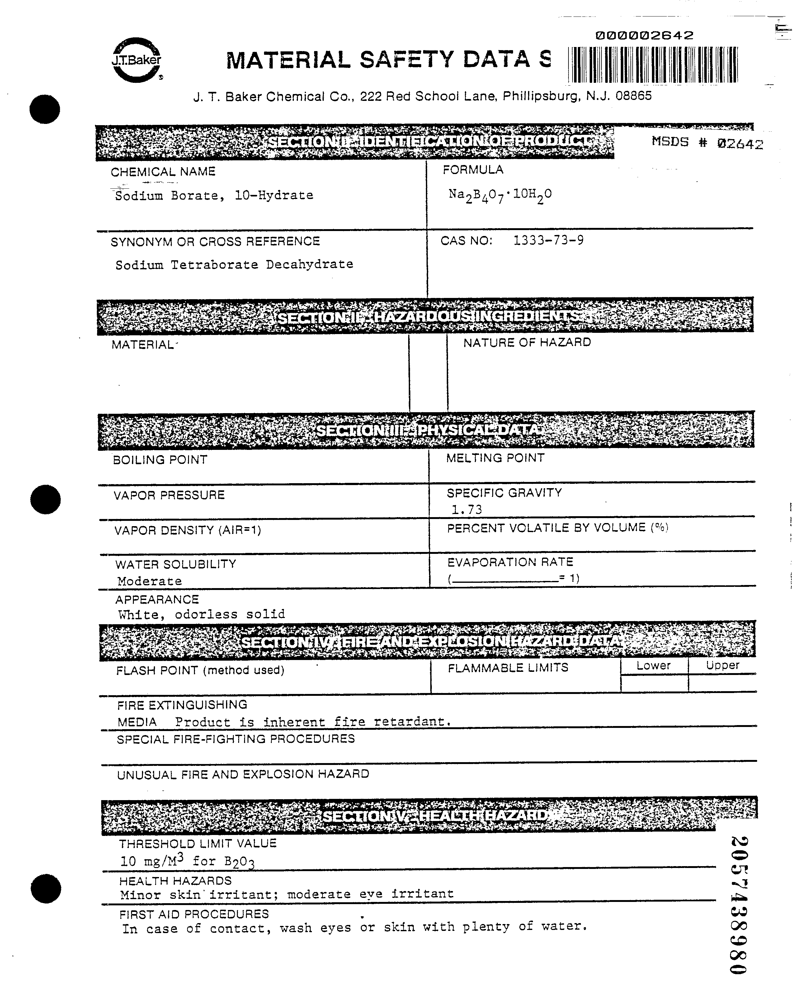 000002642
J.T.Baker
®
MATERIAL SAFETY DATA S
J. T. Baker Chemical Co., 222 Red School Lane, Phillipsburg, N.J. 08865
SECTION I - IDENTIFICATION OF PRODUCT
MSDS # 02642
CHEMICAL NAME
FORMULA
Sodium Borate, 10-Hydrate
Na₂B₄O₇·10H₂O
SYNONYM OR CROSS REFERENCE
CAS NO: 1333-73-9
Sodium Tetraborate Decahydrate
SECTION II - HAZARDOUS INGREDIENTS
MATERIAL
NATURE OF HAZARD
SECTION III - PHYSICAL DATA
BOILING POINT
MELTING POINT
VAPOR PRESSURE
SPECIFIC GRAVITY
1.73
VAPOR DENSITY (AIR=1)
PERCENT VOLATILE BY VOLUME (%)
WATER SOLUBILITY
Moderate
EVAPORATION RATE
(____________= 1)
APPEARANCE
White, odorless solid
SECTION IV - FIRE AND EXPLOSION HAZARD DATA
FLASH POINT (method used)
FLAMMABLE LIMITS
Lower
Upper
FIRE EXTINGUISHING
MEDIA Product is inherent fire retardant.
SPECIAL FIRE-FIGHTING PROCEDURES
UNUSUAL FIRE AND EXPLOSION HAZARD
SECTION V - HEALTH HAZARD
THRESHOLD LIMIT VALUE
10 mg/M³ for B₂O₃
HEALTH HAZARDS
Minor skin irritant; moderate eye irritant
FIRST AID PROCEDURES
In case of contact, wash eyes or skin with plenty of water.
2057438980